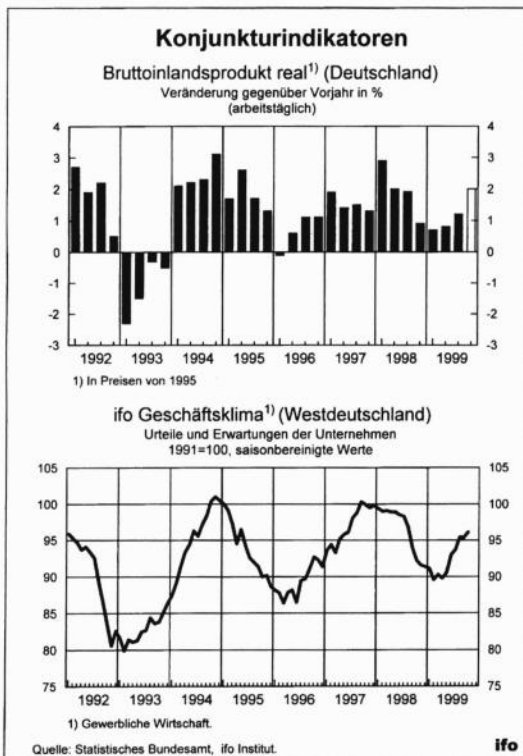 Konjunkturindikatoren
Bruttoinlandsprodukt real1) (Deutschland)
Veränderung gegenüber Vorjahr in %
(arbeitstäglich)
4 4
3 3
2 2
1 1
0 0
-1 -1
-2 -2
-3 -3
1992 1993 1994 1995 1996 1997 1998 1999
1) In Preisen von 1995
ifo Geschäftsklima1) (Westdeutschland)
Urteile und Erwartungen der Unternehmen
1991=100, saisonbereinigte Werte
105 105
100 100
95 95
90 90
85 85
80 80
75 75
1992 1993 1994 1995 1996 1997 1998 1999
1) Gewerbliche Wirtschaft.
Quelle: Statistisches Bundesamt, ifo Institut.
ifo